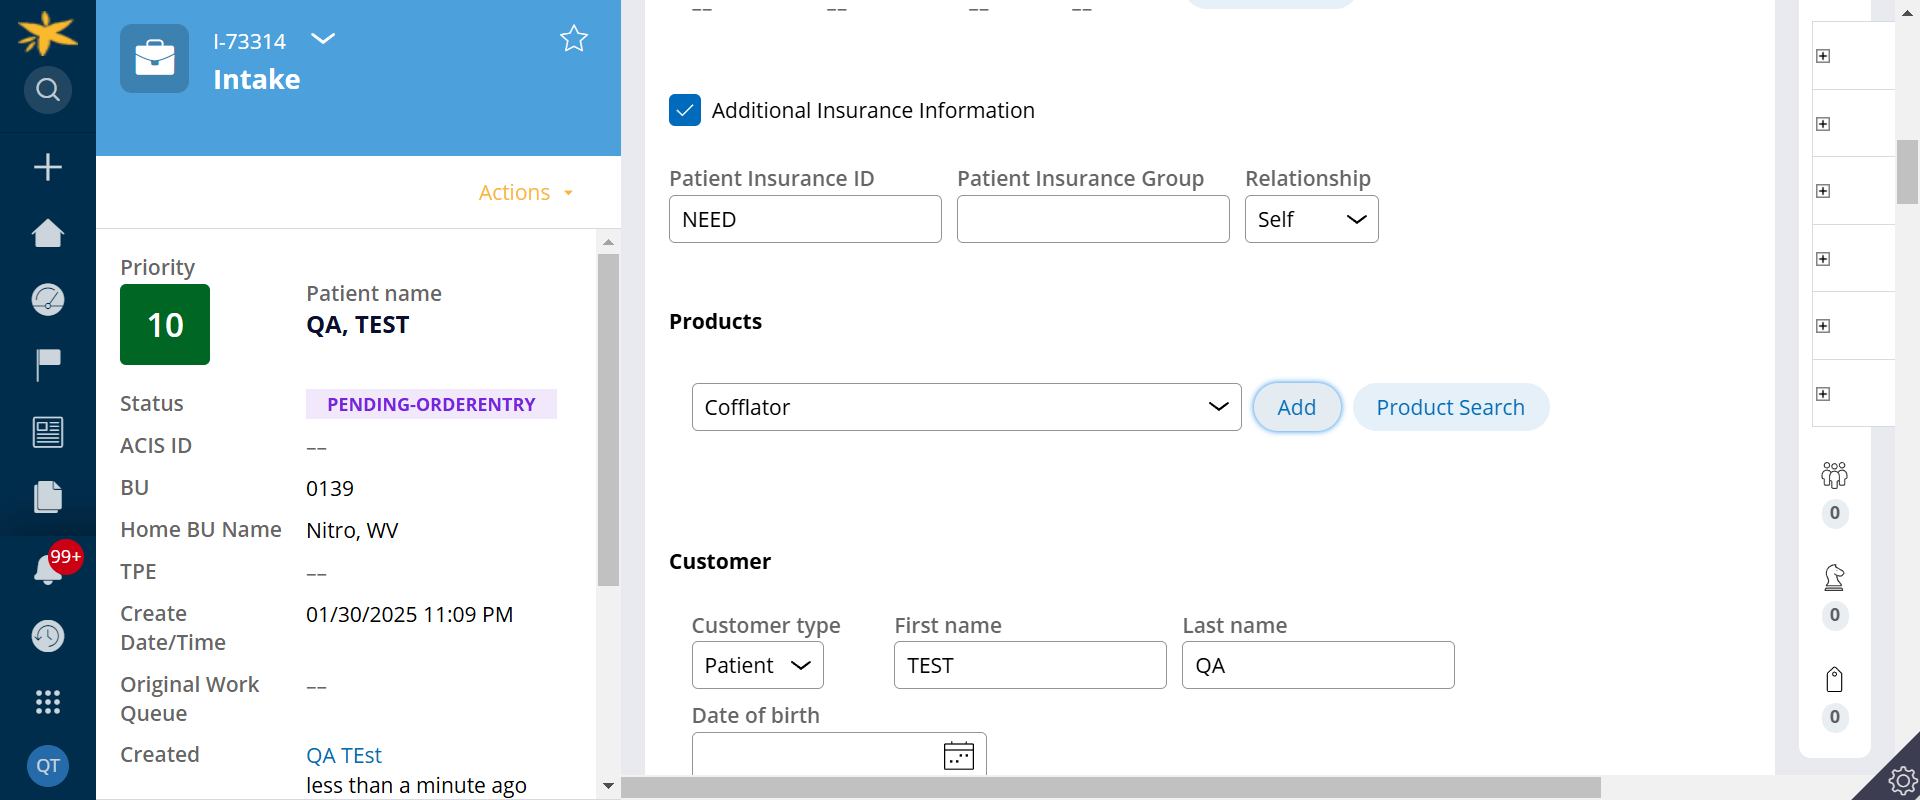 I-73314
Intake
Actions
Priority
10
Patient name
QA, TEST
Status
PENDING-ORDERENTRY
ACIS ID
––
BU
0139
Home BU Name
Nitro, WV
TPE
––
Create
Date/Time
01/30/2025 11:09 PM
Original Work
Queue
––
Created
QA TEst
less than a minute ago
99+
QT
–– –– –– ––
Additional Insurance Information
Patient Insurance ID
NEED
Patient Insurance Group
Relationship
Self
Products
Cofflator
Add
Product Search
Customer
Customer type
Patient
First name
TEST
Last name
QA
Date of birth
0
0
0